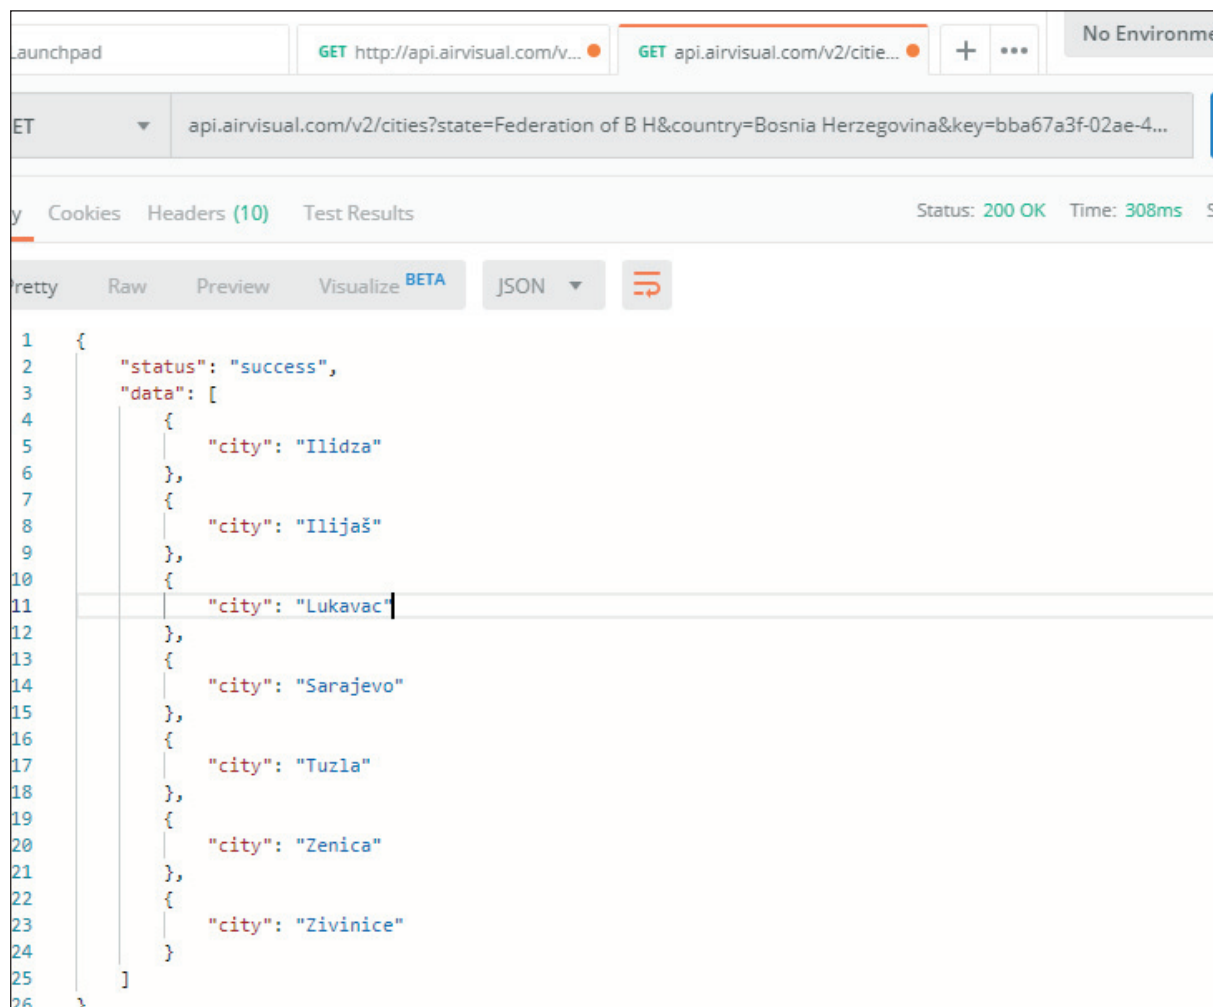 Launchpad
GET http://api.airvisual.com/v...
GET api.airvisual.com/v2/citie...
+ •••
No Environme
ET
api.airvisual.com/v2/cities?state=Federation of B H&country=Bosnia Herzegovina&key=bba67a3f-02ae-4...
y Cookies Headers (10) Test Results Status: 200 OK Time: 308ms S
Pretty Raw Preview Visualize BETA JSON
1 {
2 "status": "success",
3 "data": [
4 {
5 "city": "Ilidza"
6 },
7 {
8 "city": "Ilijaš"
9 },
10 {
11 "city": "Lukavac"
12 },
13 {
14 "city": "Sarajevo"
15 },
16 {
17 "city": "Tuzla"
18 },
19 {
20 "city": "Zenica"
21 },
22 {
23 "city": "Zivinice"
24 }
25 ]
26 }